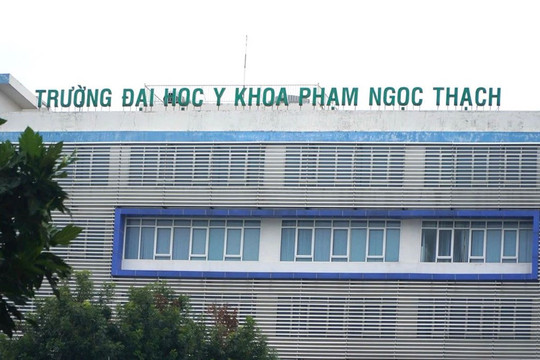 TRƯỜNG ĐẠI HỌC Y KHOA PHẠM NGỌC THẠCH